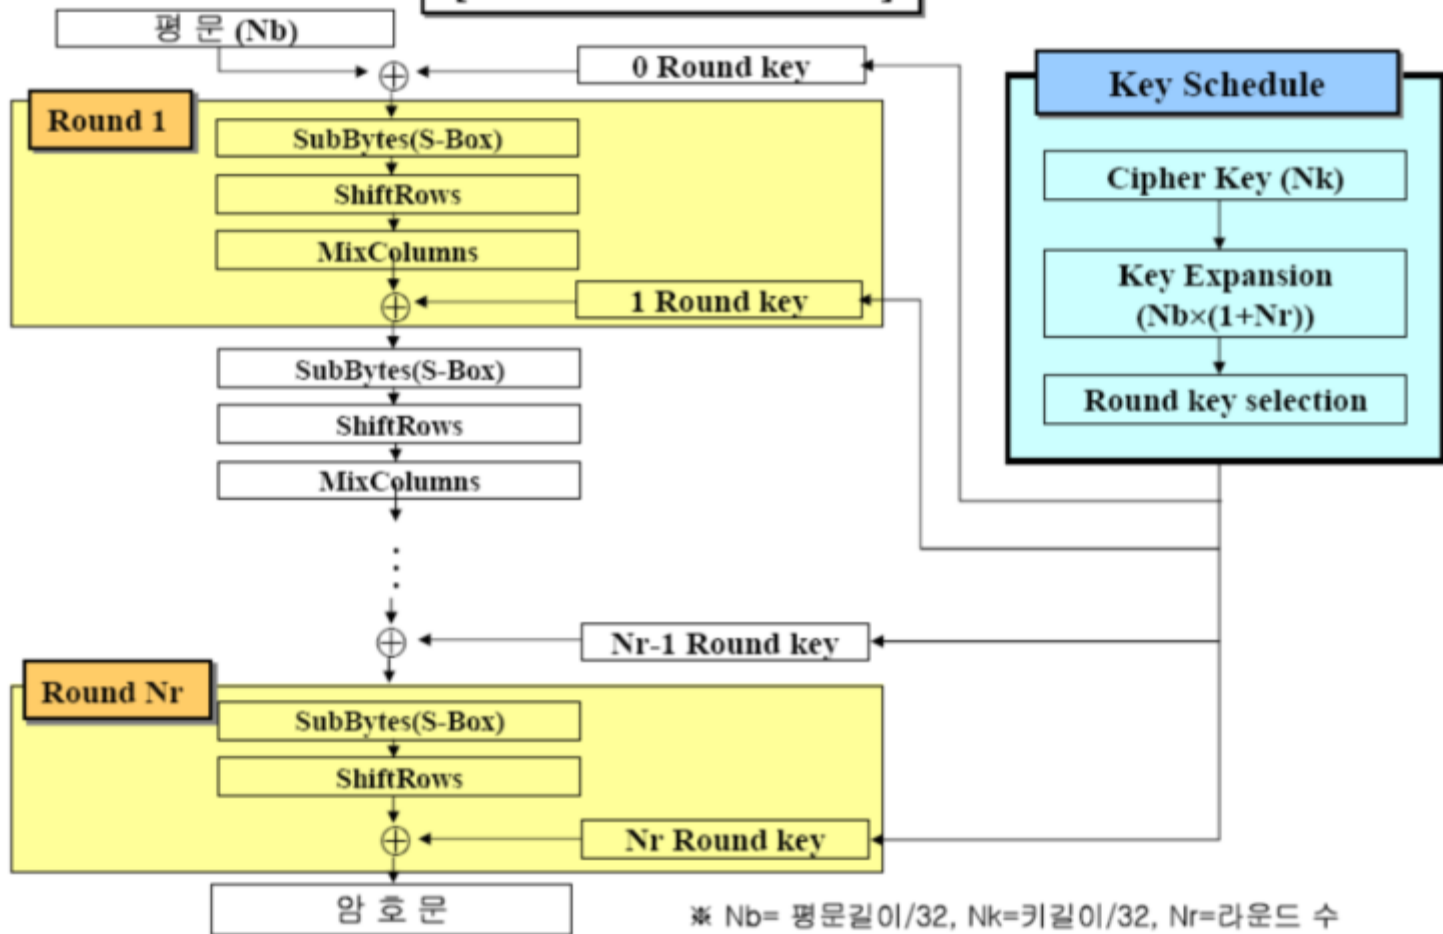 평 문 (Nb)
0 Round key
Round 1
SubBytes(S-Box)
ShiftRows
MixColumns
1 Round key
SubBytes(S-Box)
ShiftRows
MixColumns
Nr-1 Round key
Round Nr
SubBytes(S-Box)
ShiftRows
Nr Round key
암 호 문
Key Schedule
Cipher Key (Nk)
Key Expansion
(Nb×(1+Nr))
Round key selection
※ Nb= 평문길이/32, Nk=키길이/32, Nr=라운드 수